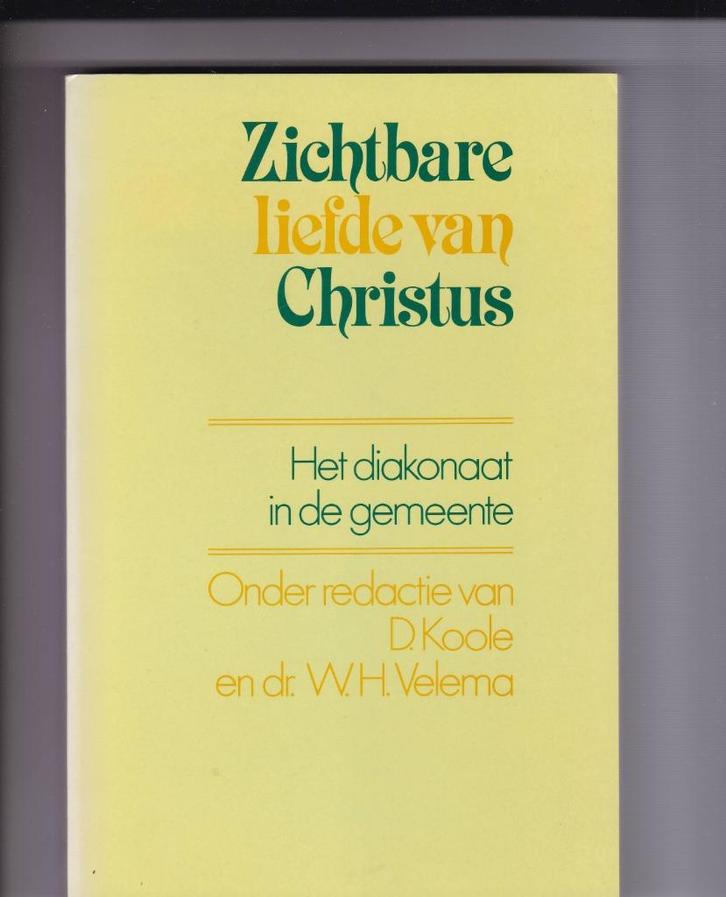 Zichtbare
liefde van
Christus
Het diakonaat
in de gemeente
Onder redactie van
D. Koole
en dr. W. H. Velema